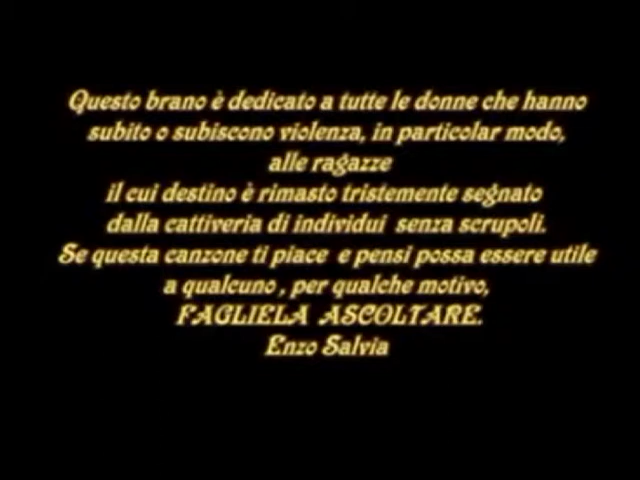 Questo brano è dedicato a tutte le donne che hanno
subito o subiscono violenza, in particolar modo,
alle ragazze
il cui destino è rimasto tristemente segnato
dalla cattiveria di individui senza scrupoli.
Se questa canzone ti piace e pensi possa essere utile
a qualcuno , per qualche motivo,
FAGLIELA ASCOLTARE.
Enzo Salvia